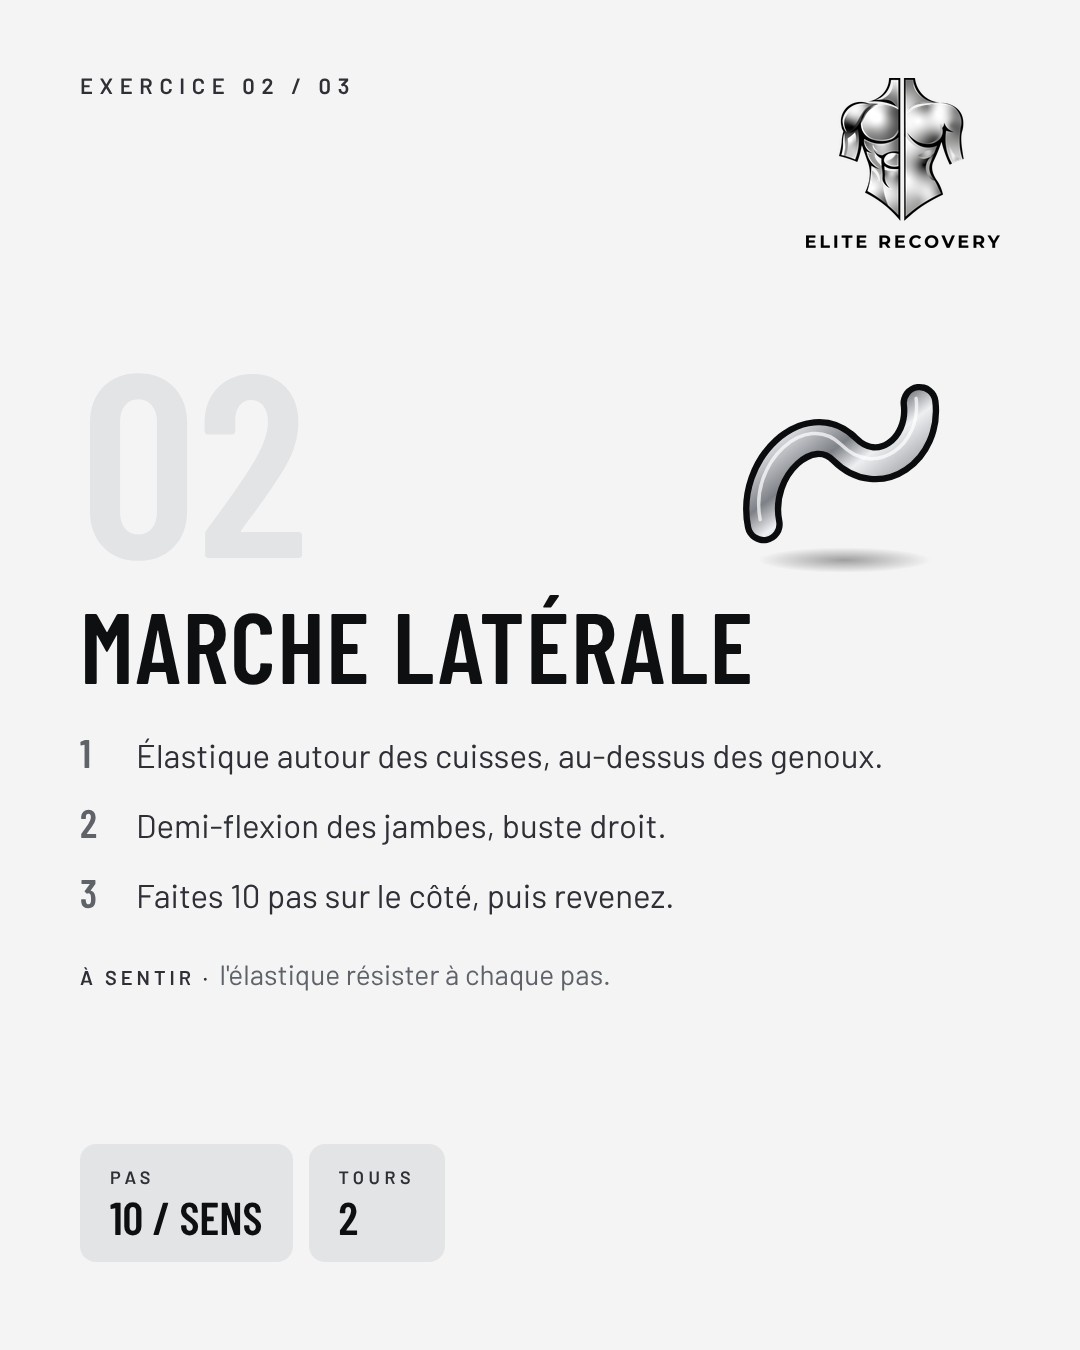 EXERCICE 02 / 03
ELITE RECOVERY
02
MARCHE LATÉRALE
1 Élastique autour des cuisses, au-dessus des genoux.
2 Demi-flexion des jambes, buste droit.
3 Faites 10 pas sur le côté, puis revenez.
À SENTIR · l'élastique résister à chaque pas.
PAS
10 / SENS
TOURS
2